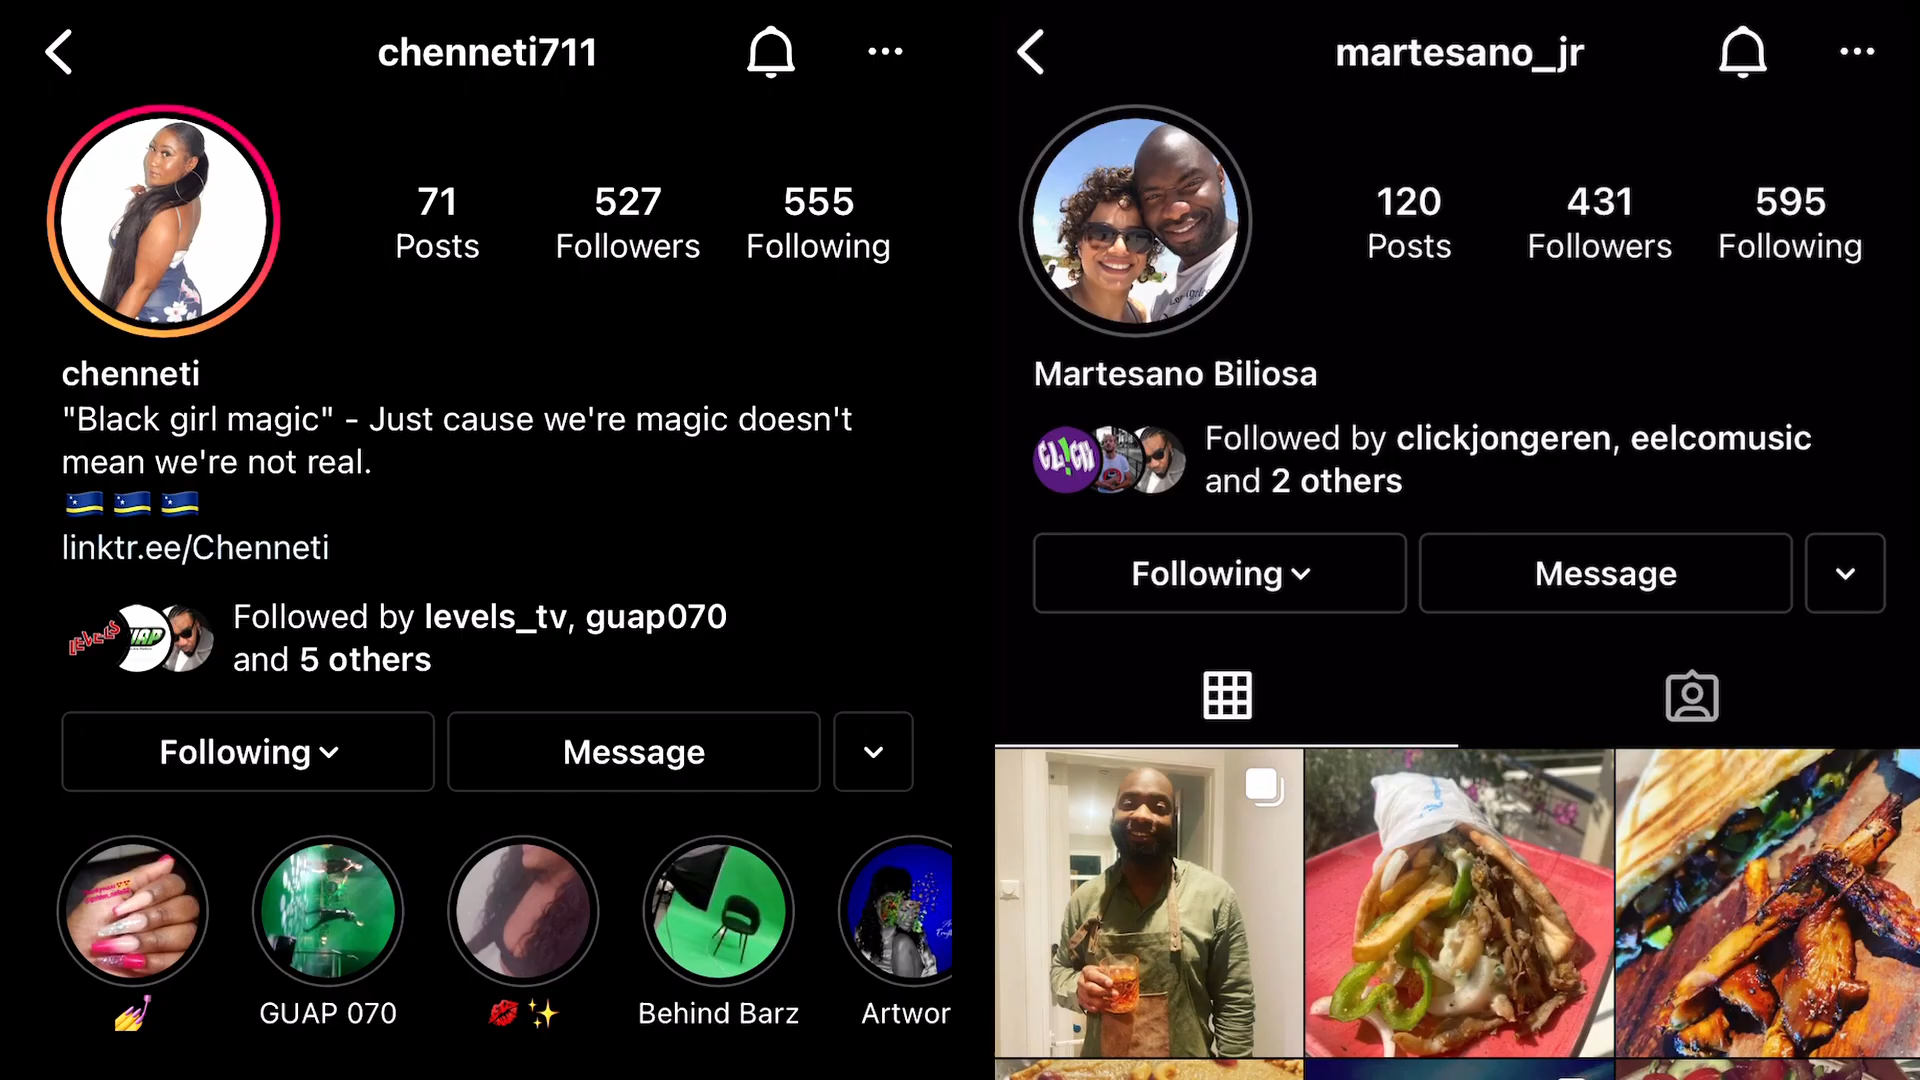 chenneti711
71
Posts
527
Followers
555
Following
chenneti
"Black girl magic" - Just cause we're magic doesn't
mean we're not real.
🇨🇼 🇨🇼 🇨🇼
linktr.ee/Chenneti
LEVELS
Followed by levels_tv, guap070
and 5 others
Following
Message
💅
GUAP 070
💋✨
Behind Barz
Artwor
martesano_jr
120
Posts
431
Followers
595
Following
Martesano Biliosa
CL!CK
Followed by clickjongeren, eelcomusic
and 2 others
Following
Message